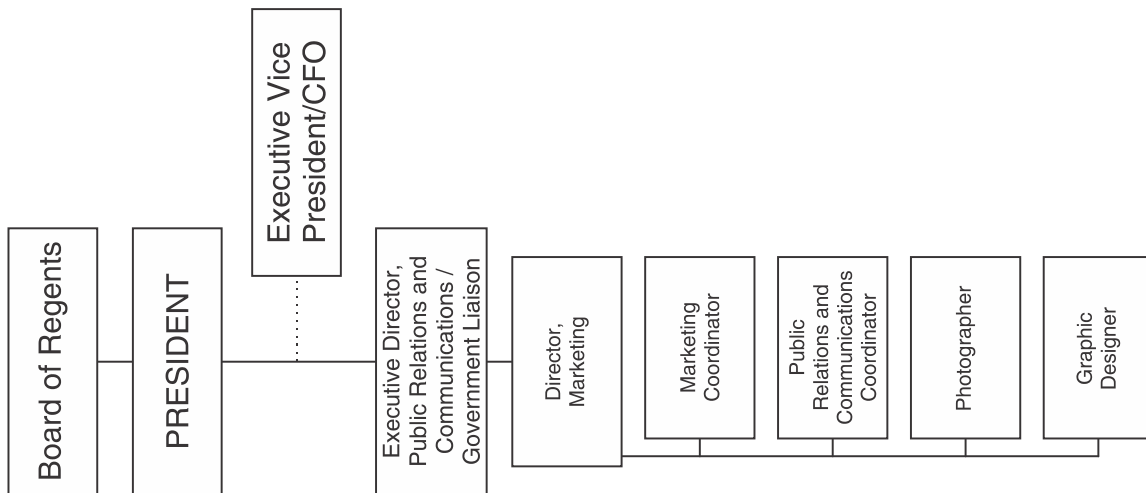 Board of Regents
PRESIDENT
Executive Vice
President/CFO
Executive Director,
Public Relations and
Communications /
Government Liaison
Director,
Marketing
Marketing
Coordinator
Public
Relations and
Communications
Coordinator
Photographer
Graphic
Designer